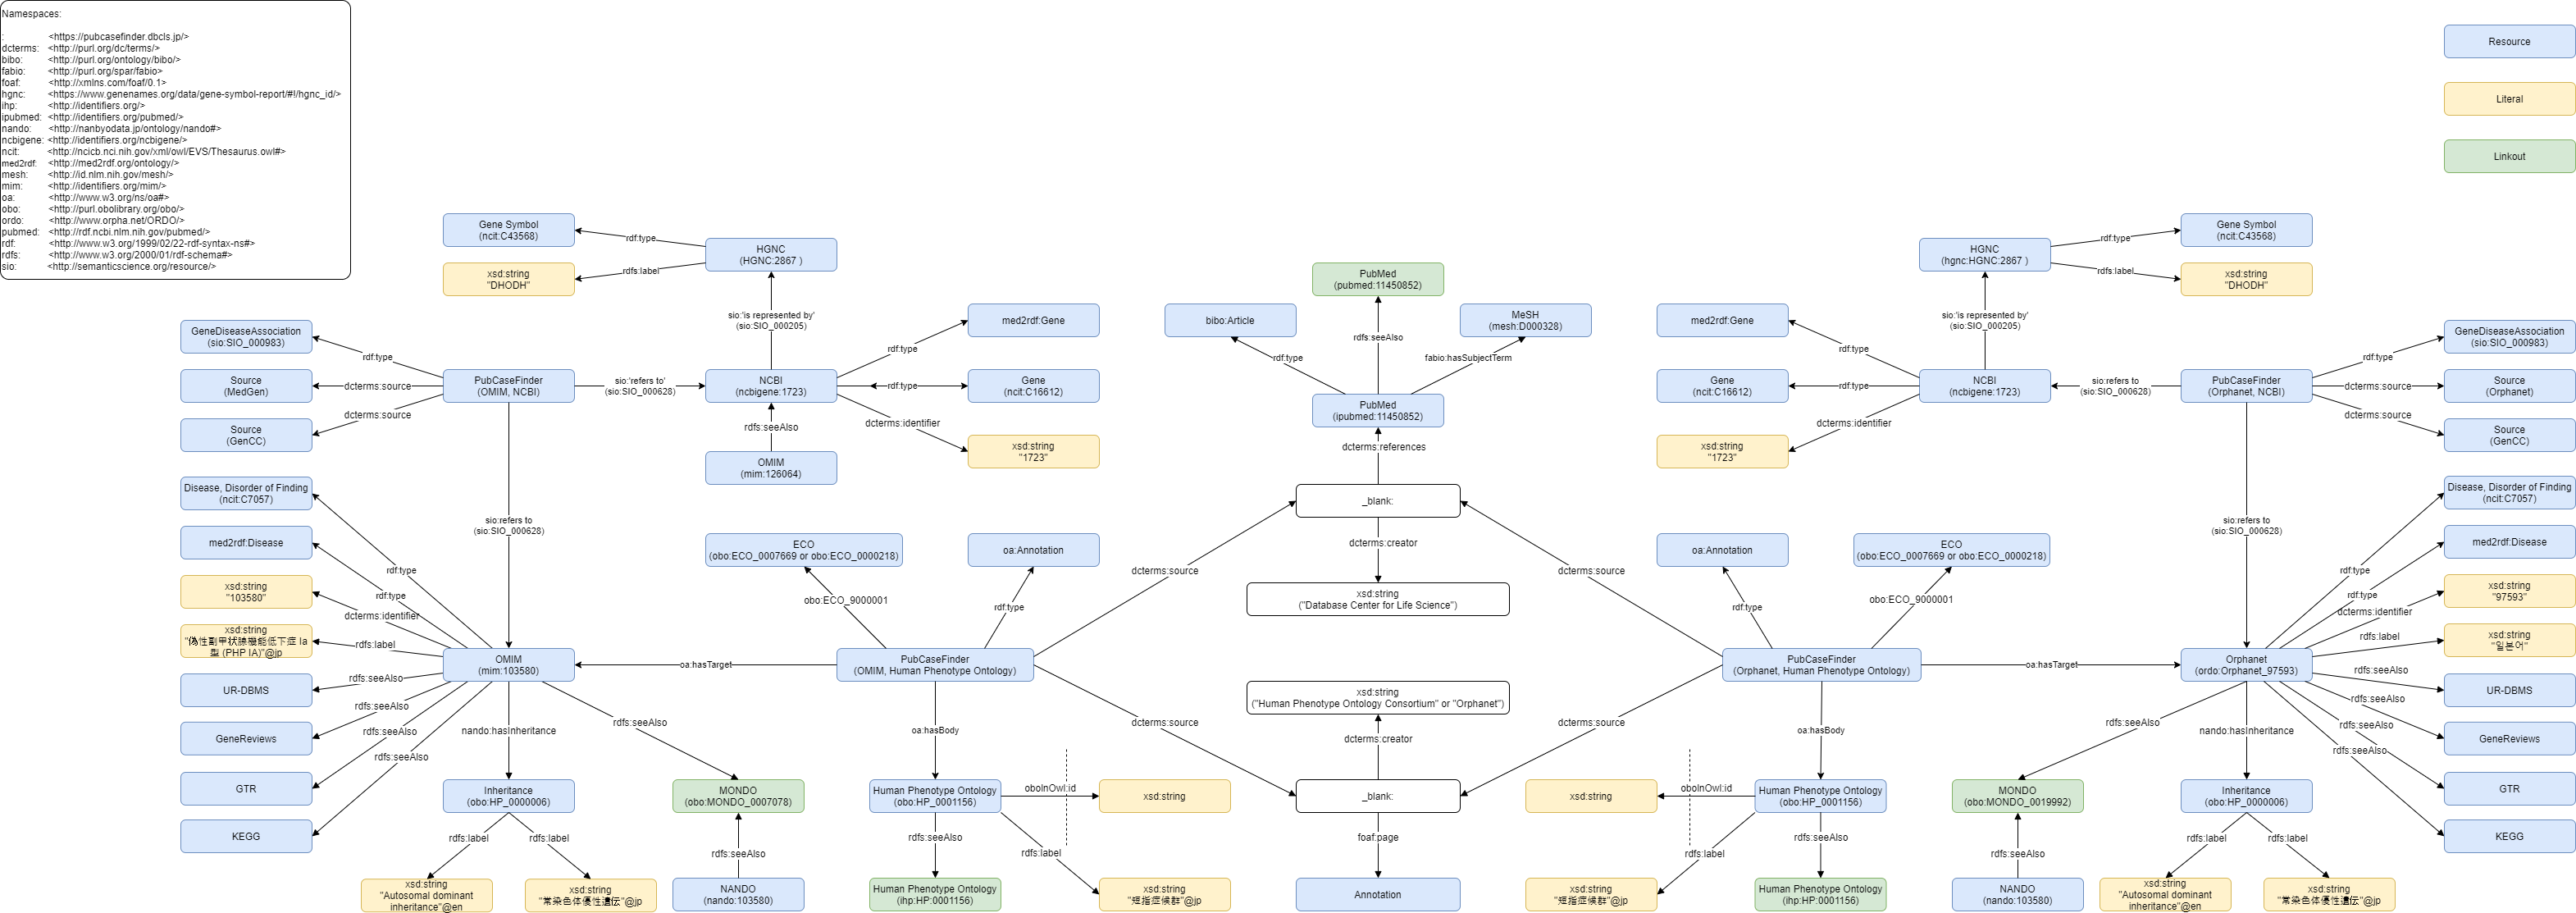 Namespaces:
: <https://pubcasefinder.dbcls.jp/>
dcterms: <http://purl.org/dc/terms/>
bibo: <http://purl.org/ontology/bibo/>
fabio: <http://purl.org/spar/fabio>
foaf: <http://xmlns.com/foaf/0.1>
hgnc: <https://www.genenames.org/data/gene-symbol-report/#!/hgnc_id/>
ihp: <http://identifiers.org/>
ipubmed: <http://identifiers.org/pubmed/>
nando: <http://nanbyodata.jp/ontology/nando#>
ncbigene: <http://identifiers.org/ncbigene/>
ncit: <http://ncicb.nci.nih.gov/xml/owl/EVS/Thesaurus.owl#>
med2rdf: <http://med2rdf.org/ontology/>
mesh: <http://id.nlm.nih.gov/mesh/>
mim: <http://identifiers.org/mim/>
oa: <http://www.w3.org/ns/oa#>
obo: <http://purl.obolibrary.org/obo/>
ordo: <http://www.orpha.net/ORDO/>
pubmed: <http://rdf.ncbi.nlm.nih.gov/pubmed/>
rdf: <http://www.w3.org/1999/02/22-rdf-syntax-ns#>
rdfs: <http://www.w3.org/2000/01/rdf-schema#>
sio: <http://semanticscience.org/resource/>
Resource
Literal
Linkout
Gene Symbol
(ncit:C43568)
rdf:type
HGNC
(HGNC:2867 )
xsd:string
"DHODH"
rdfs:label
sio:'is represented by'
(sio:SIO_000205)
med2rdf:Gene
rdf:type
GeneDiseaseAssociation
(sio:SIO_000983)
rdf:type
Source
(MedGen)
dcterms:source
PubCaseFinder
(OMIM, NCBI)
sio:'refers to'
(sio:SIO_000628)
NCBI
(ncbigene:1723)
rdf:type
Gene
(ncit:C16612)
Source
(GenCC)
dcterms:source
rdfs:seeAlso
dcterms:identifier
xsd:string
"1723"
OMIM
(mim:126064)
PubMed
(pubmed:11450852)
bibo:Article
rdfs:seeAlso
MeSH
(mesh:D000328)
rdf:type
fabio:hasSubjectTerm
PubMed
(ipubmed:11450852)
dcterms:references
_blank:
dcterms:creator
xsd:string
("Database Center for Life Science")
HGNC
(hgnc:HGNC:2867 )
rdf:type
Gene Symbol
(ncit:C43568)
rdfs:label
xsd:string
"DHODH"
sio:'is represented by'
(sio:SIO_000205)
med2rdf:Gene
rdf:type
Gene
(ncit:C16612)
rdf:type
NCBI
(ncbigene:1723)
sio:refers to
(sio:SIO_000628)
PubCaseFinder
(Orphanet, NCBI)
rdf:type
GeneDiseaseAssociation
(sio:SIO_000983)
dcterms:source
Source
(Orphanet)
dcterms:source
Source
(GenCC)
xsd:string
"1723"
dcterms:identifier
Disease, Disorder of Finding
(ncit:C7057)
sio:refers to
(sio:SIO_000628)
med2rdf:Disease
rdf:type
xsd:string
"103580"
rdf:type
dcterms:identifier
xsd:string
"偽性副甲状腺機能低下症 Ia
型 (PHP IA)"@jp
rdfs:label
OMIM
(mim:103580)
UR-DBMS
rdfs:seeAlso
GeneReviews
rdfs:seeAlso
GTR
rdfs:seeAlso
KEGG
rdfs:seeAlso
nando:hasInheritance
rdfs:seeAlso
Inheritance
(obo:HP_0000006)
MONDO
(obo:MONDO_0007078)
rdfs:label
rdfs:label
rdfs:seeAlso
xsd:string
"Autosomal dominant
inheritance"@en
xsd:string
"常染色体優性遺伝"@jp
NANDO
(nando:103580)
ECO
(obo:ECO_0007669 or obo:ECO_0000218)
oa:Annotation
obo:ECO_9000001
rdf:type
dcterms:source
oa:hasTarget
PubCaseFinder
(OMIM, Human Phenotype Ontology)
dcterms:source
oa:hasBody
Human Phenotype Ontology
(obo:HP_0001156)
oboInOwl:id
xsd:string
rdfs:seeAlso
rdfs:label
Human Phenotype Ontology
(ihp:HP:0001156)
xsd:string
"短指症候群"@jp
xsd:string
("Human Phenotype Ontology Consortium" or "Orphanet")
dcterms:creator
_blank:
foaf:page
Annotation
oa:Annotation
ECO
(obo:ECO_0007669 or obo:ECO_0000218)
dcterms:source
rdf:type
obo:ECO_9000001
PubCaseFinder
(Orphanet, Human Phenotype Ontology)
oa:hasTarget
dcterms:source
oa:hasBody
xsd:string
oboInOwl:id
Human Phenotype Ontology
(obo:HP_0001156)
rdfs:label
rdfs:seeAlso
xsd:string
"短指症候群"@jp
Human Phenotype Ontology
(ihp:HP:0001156)
sio:refers to
(sio:SIO_000628)
Disease, Disorder of Finding
(ncit:C7057)
rdf:type
med2rdf:Disease
rdf:type
xsd:string
"97593"
dcterms:identifier
xsd:string
"일본어"
rdfs:label
Orphanet
(ordo:Orphanet_97593)
rdfs:seeAlso
UR-DBMS
rdfs:seeAlso
GeneReviews
rdfs:seeAlso
GTR
rdfs:seeAlso
KEGG
rdfs:seeAlso
nando:hasInheritance
MONDO
(obo:MONDO_0019992)
Inheritance
(obo:HP_0000006)
rdfs:seeAlso
rdfs:label
rdfs:label
NANDO
(nando:103580)
xsd:string
"Autosomal dominant
inheritance"@en
xsd:string
"常染色体優性遺伝"@jp